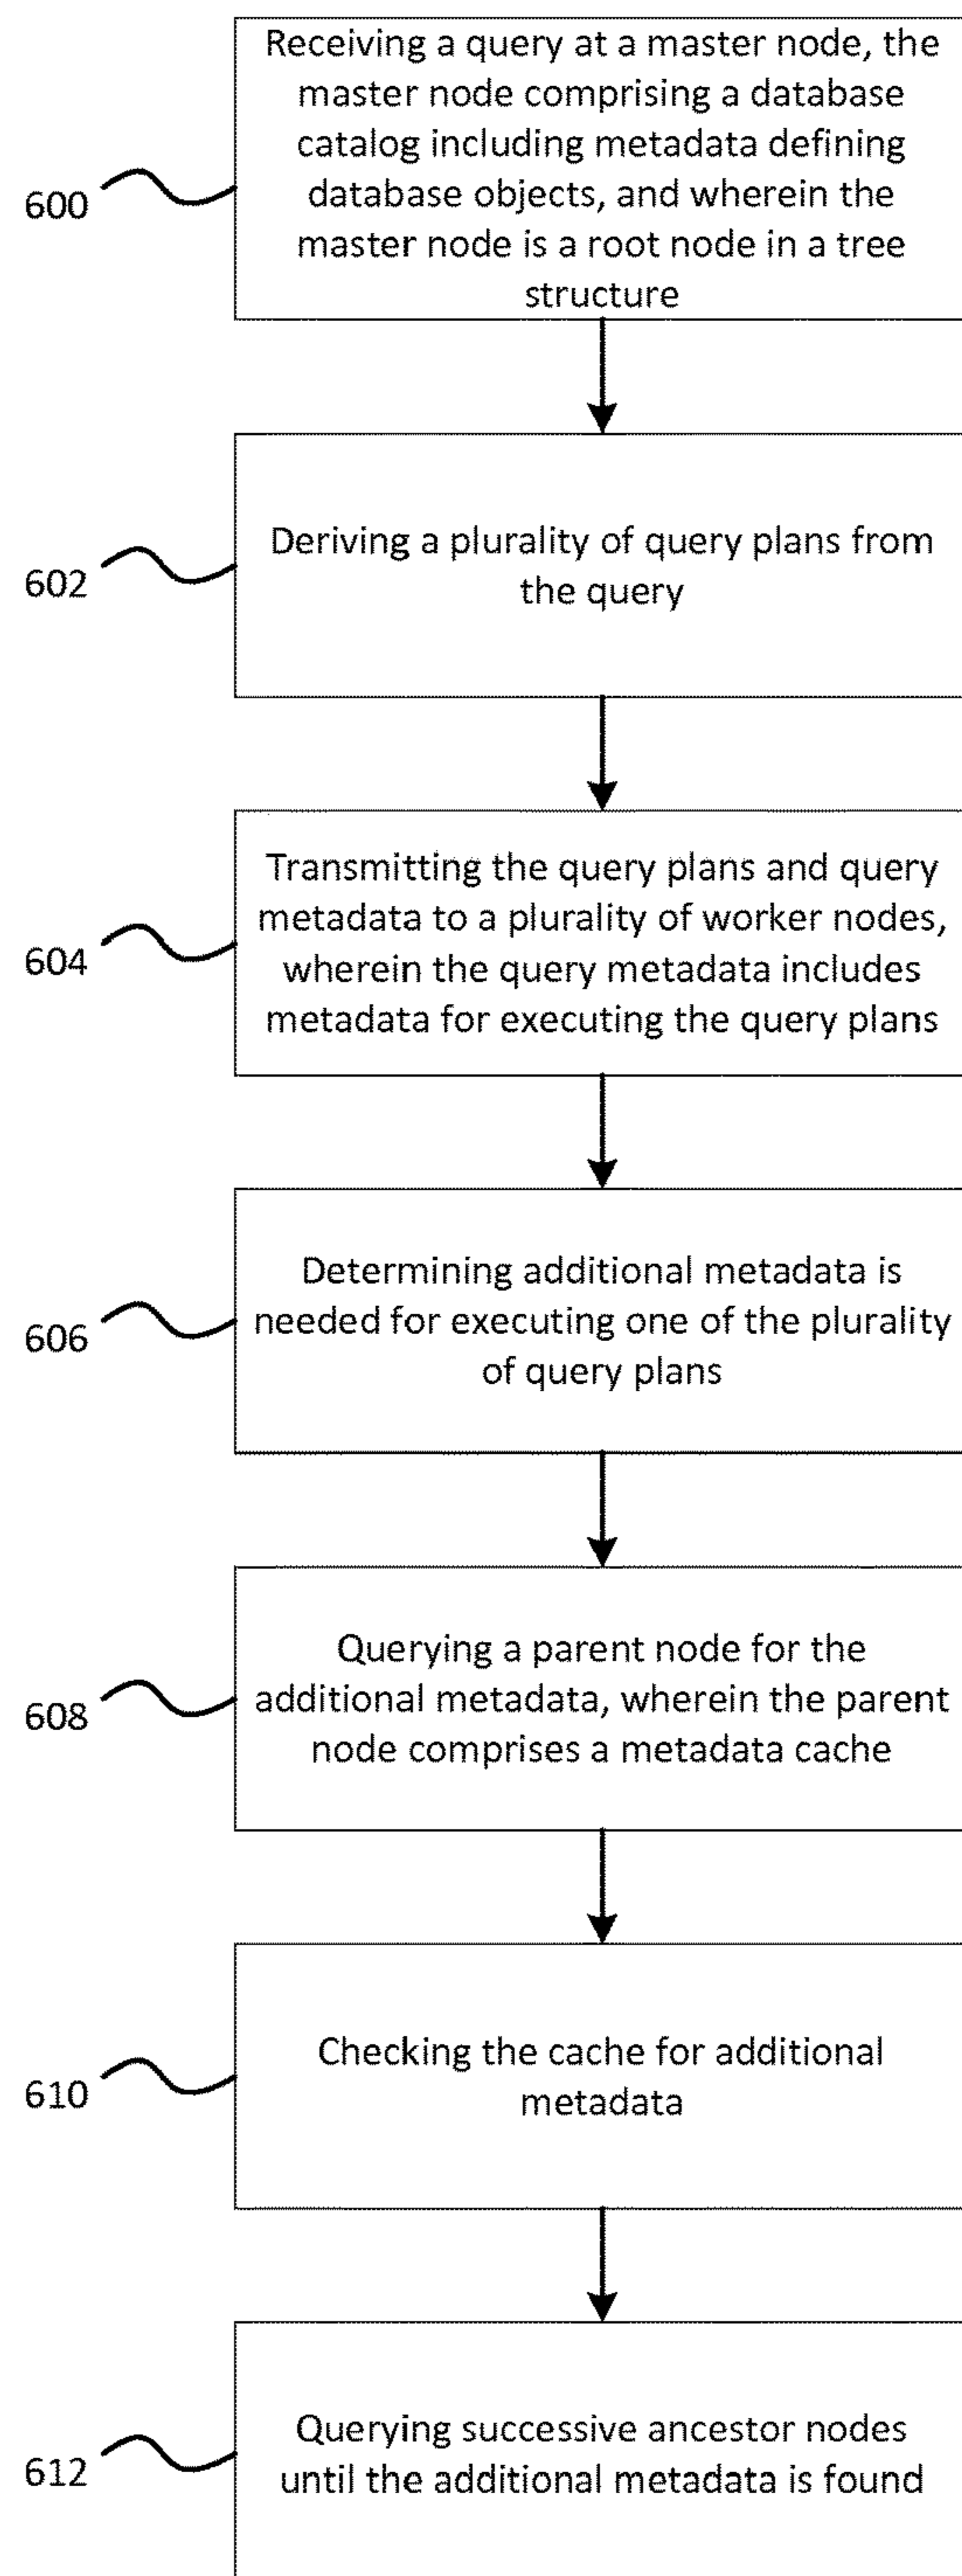 Receiving a query at a master node, the
master node comprising a database
catalog including metadata defining
database objects, and wherein the
master node is a root node in a tree
structure
600
Deriving a plurality of query plans from
the query
602
Transmitting the query plans and query
metadata to a plurality of worker nodes,
wherein the query metadata includes
metadata for executing the query plans
604
Determining additional metadata is
needed for executing one of the plurality
of query plans
606
Querying a parent node for the
additional metadata, wherein the parent
node comprises a metadata cache
608
Checking the cache for additional
metadata
610
Querying successive ancestor nodes
until the additional metadata is found
612